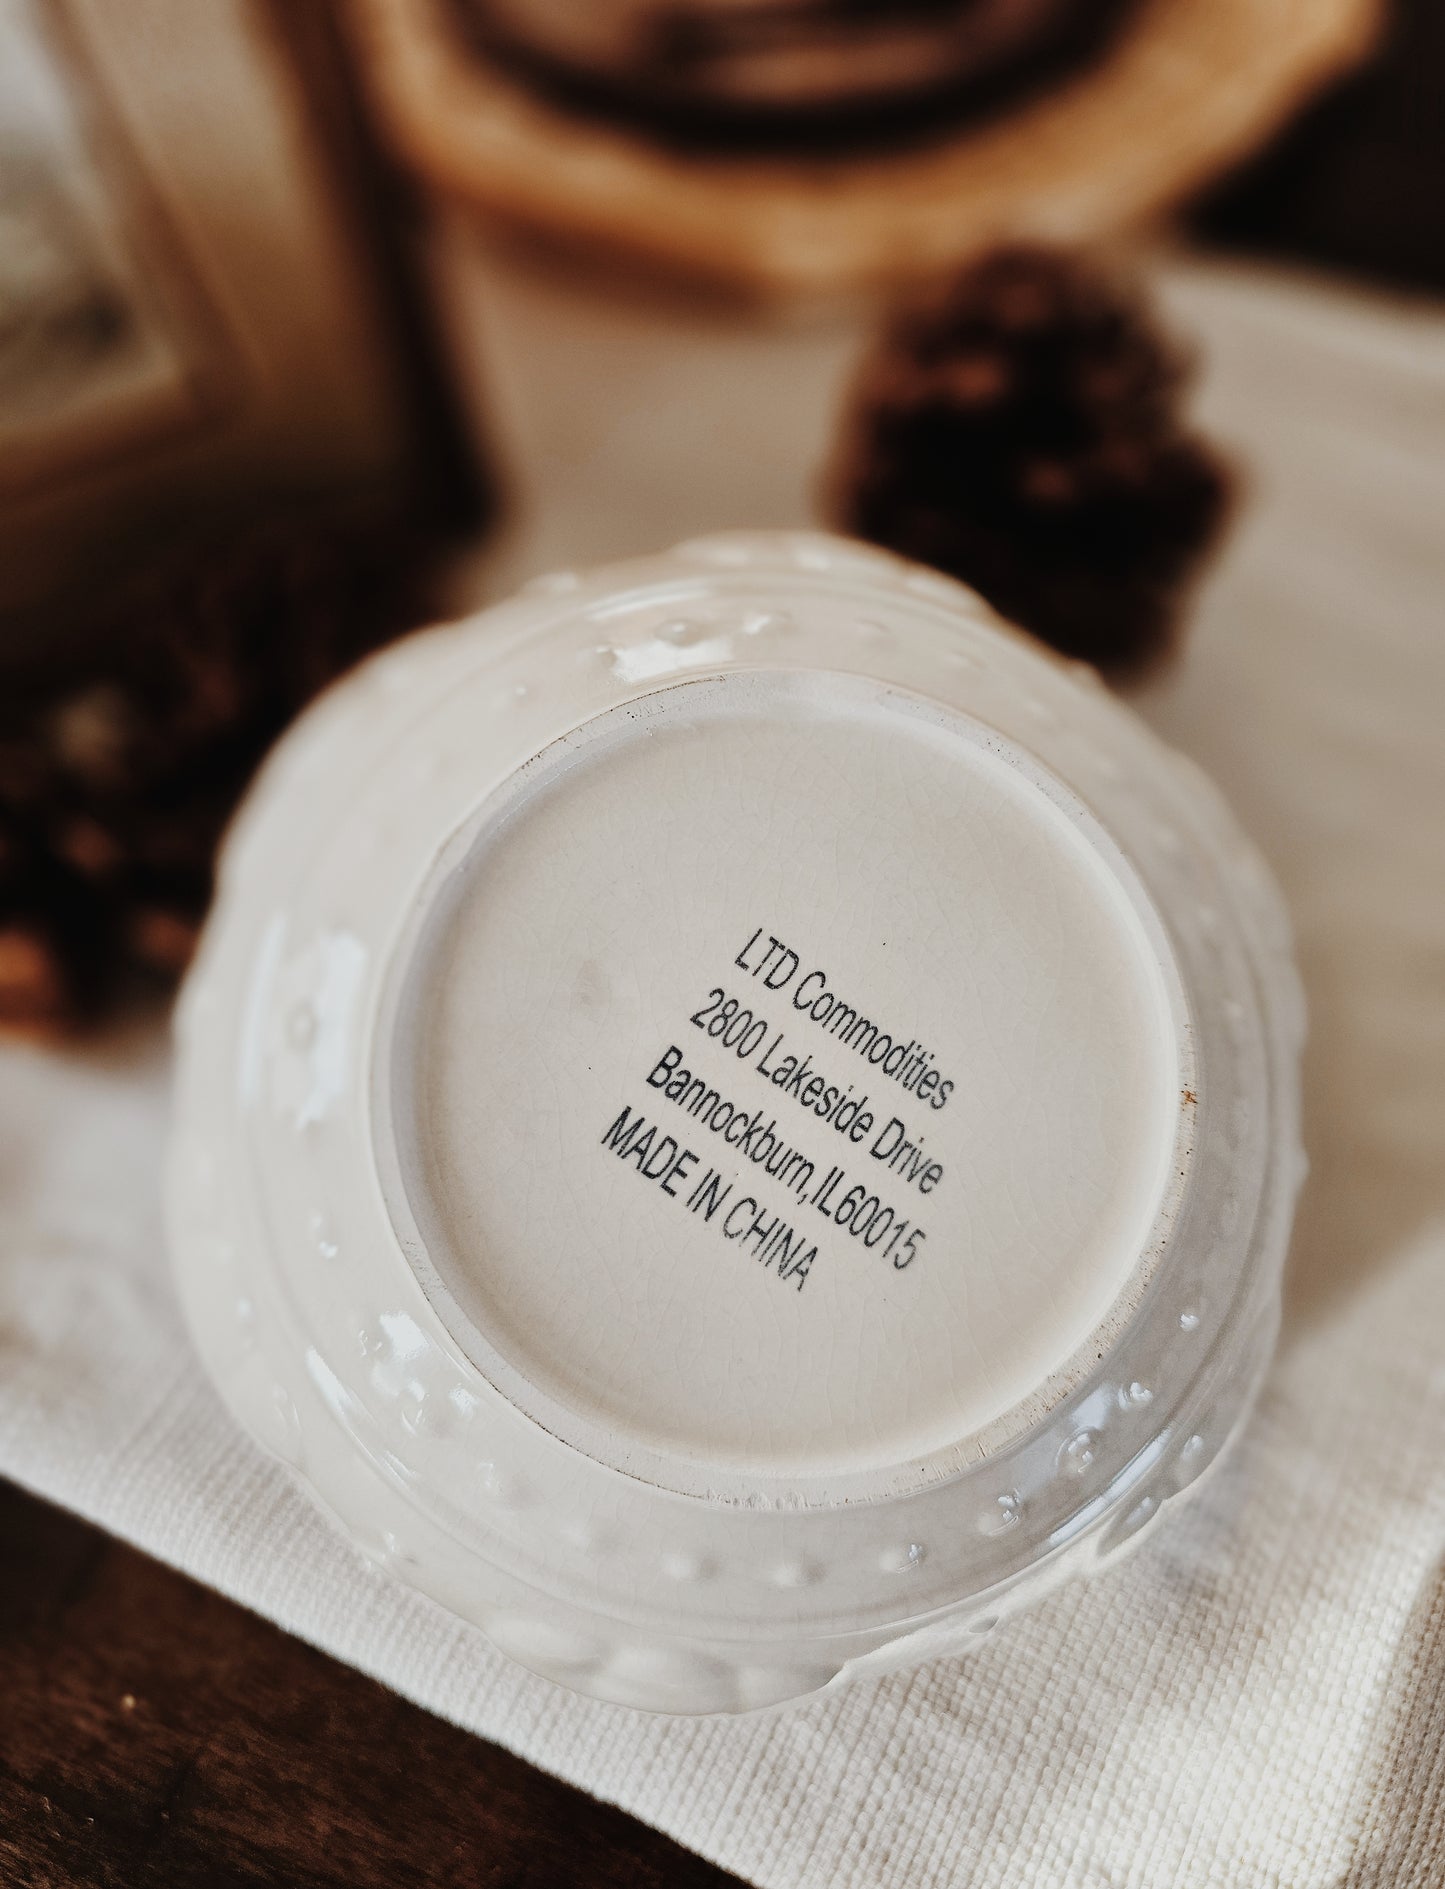 LTD Commodities
2800 Lakeside Drive
Bannockburn,IL60015
MADE IN CHINA